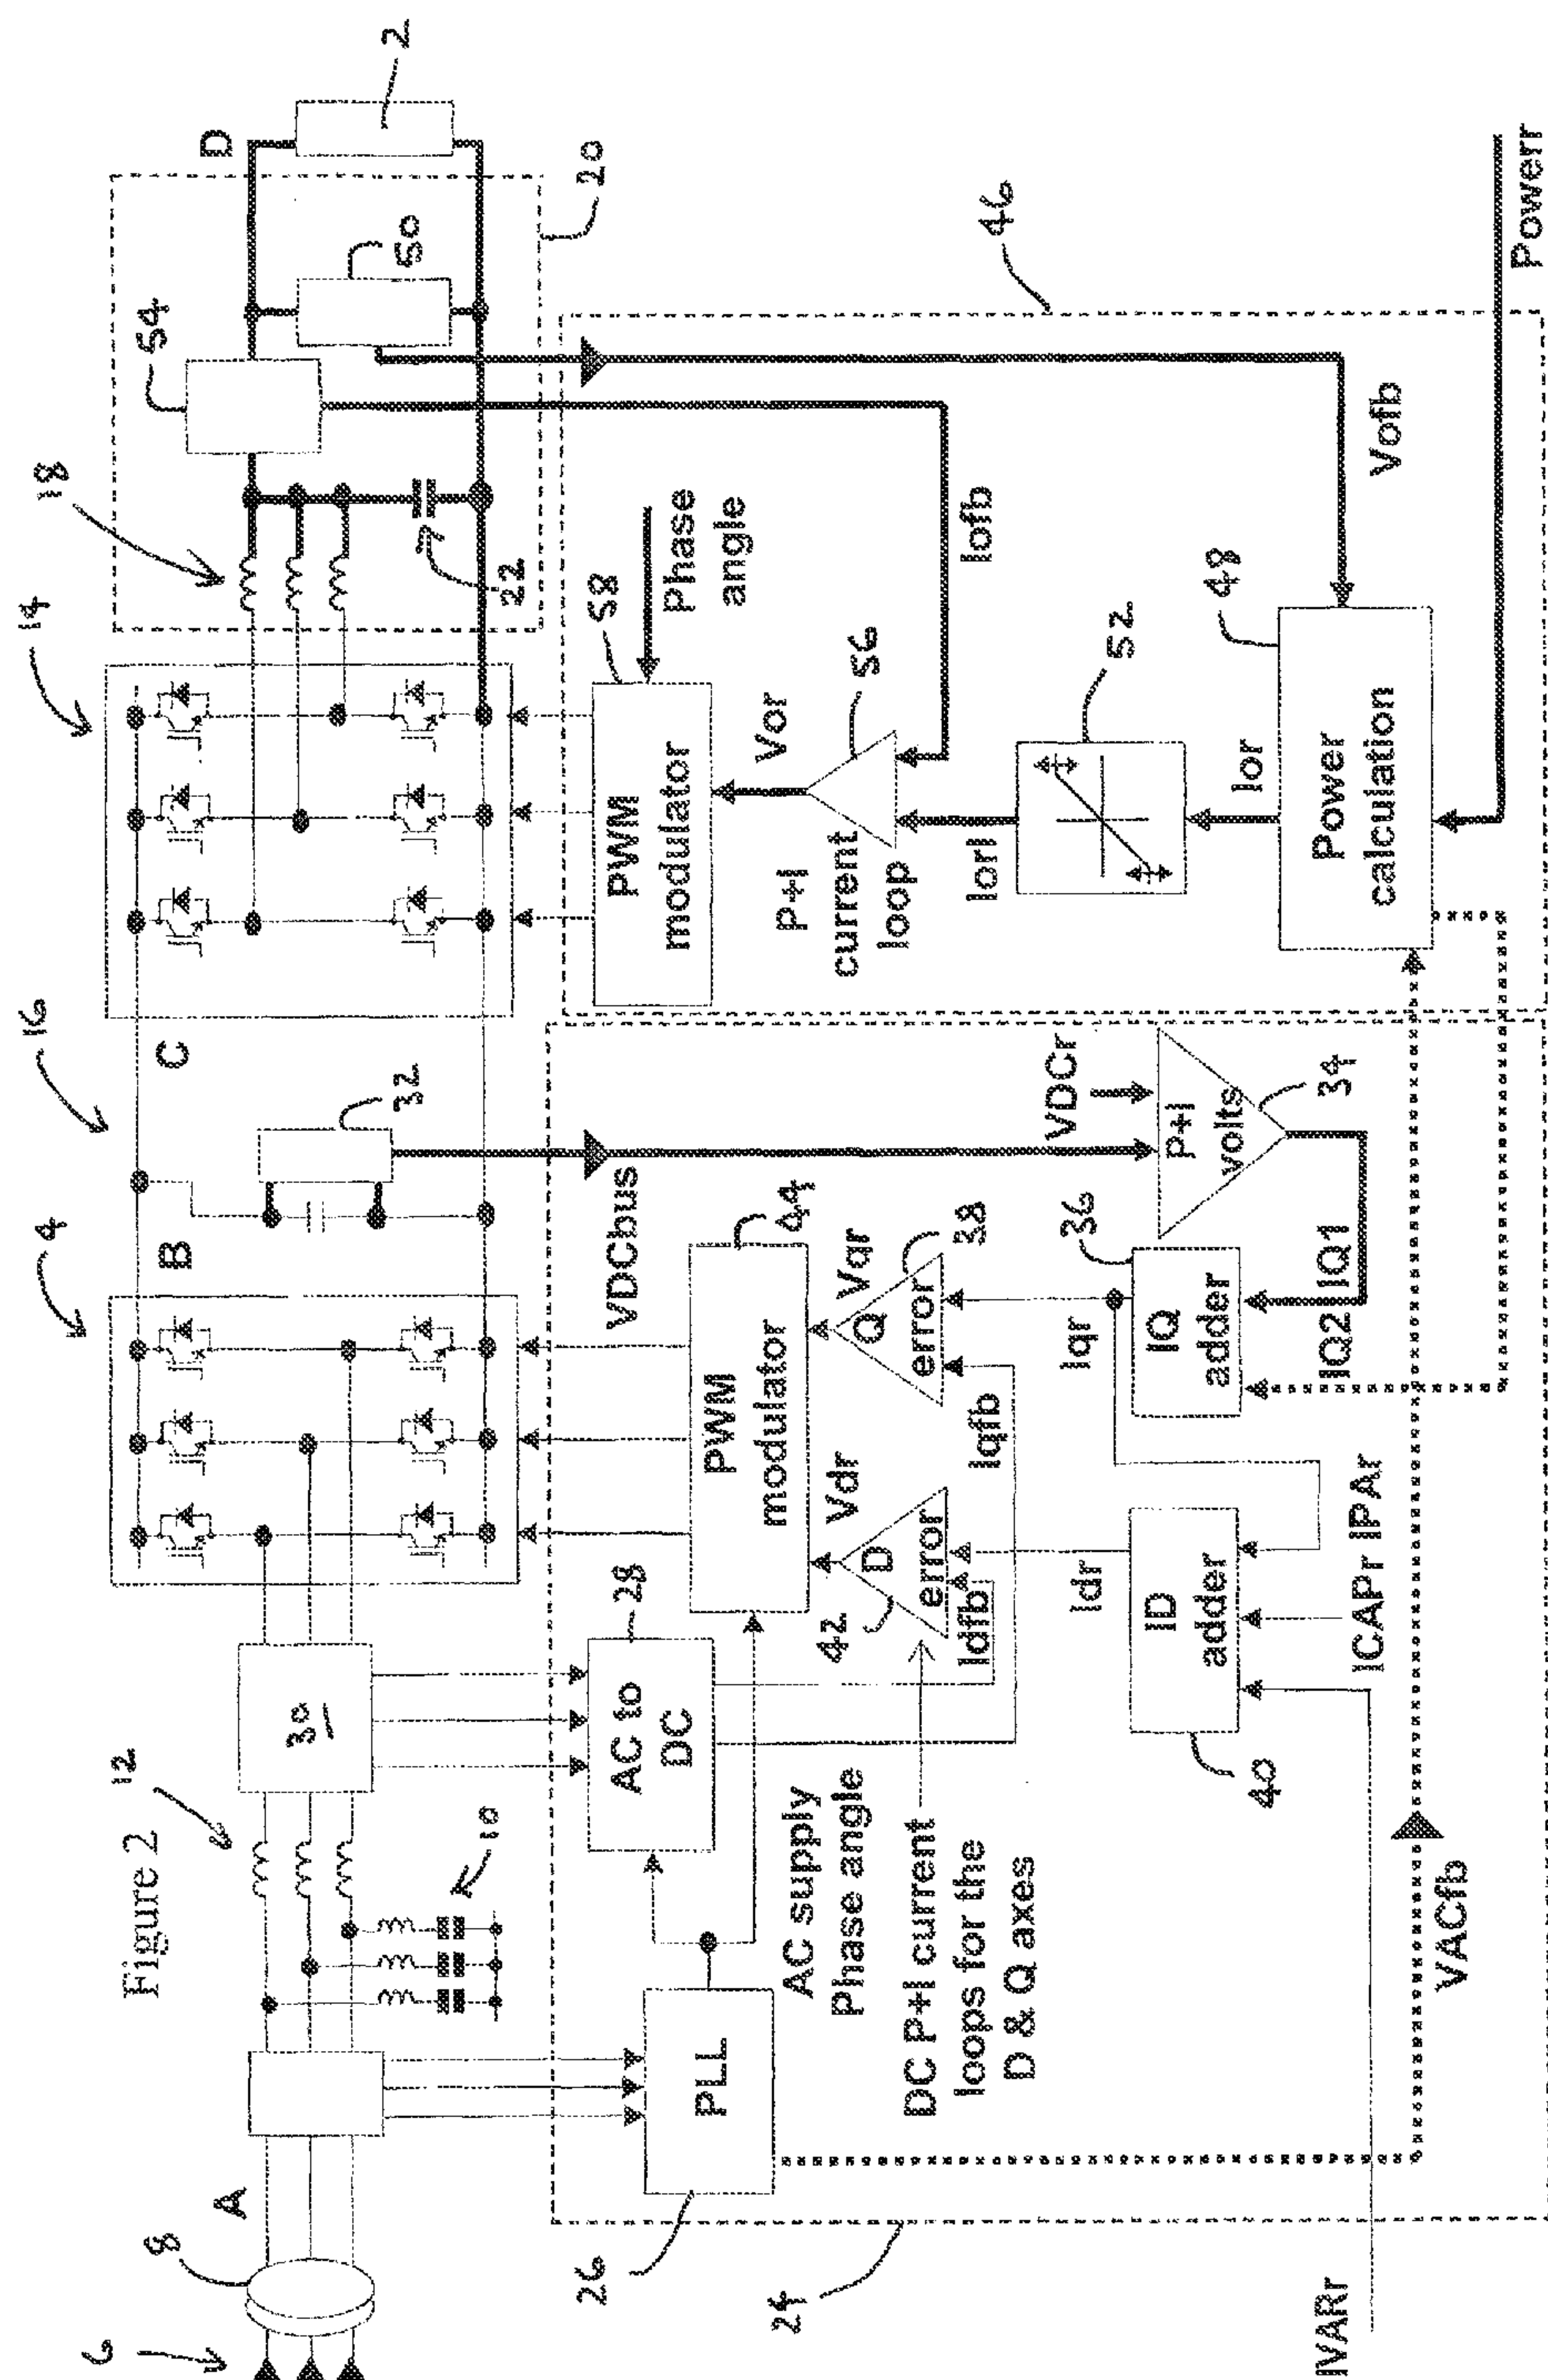 Figure 2
6
8
A
12
10
30
4
B
16
C
32
14
18
22
54
50
20
D
2
26
PLL
24
AC to
DC
28
AC supply
Phase angle
DC P+I current
loops for the
D & Q axes
PWM
modulator
44
VDCbus
Vdr
Vqr
42
D
error
Idfb
Q
error
38
Iqfb
Idr
Iqr
ID
adder
40
ICAPr IPAr
IVARr
IQ
adder
36
IQ2 IQ1
P+I
volts
34
VDCr
VACfb
46
PWM
modulator
58
Phase
angle
Vor
56
P+I
current
loop
Iofb
Iorl
52
Ior
Power
calculation
48
Vofb
Powerr